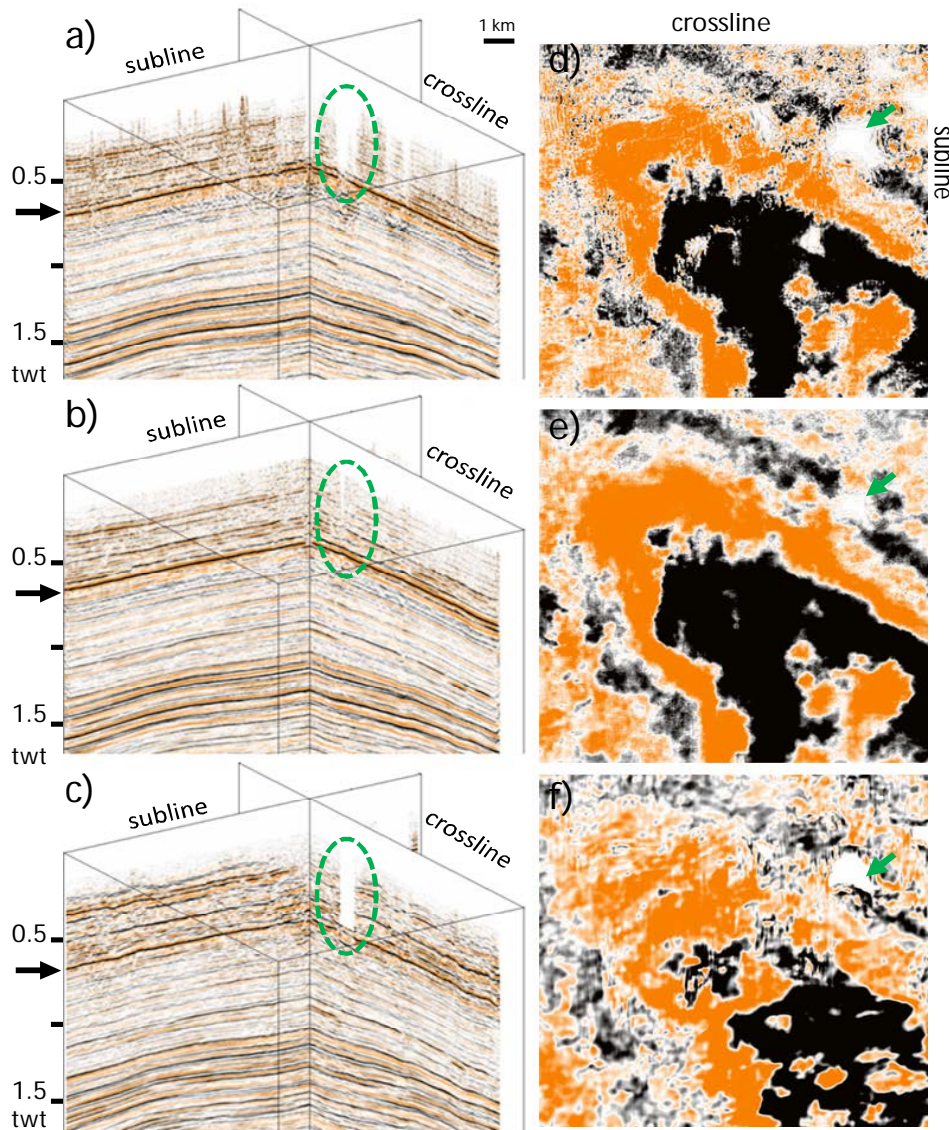 a)
subline
crossline
1 km
0.5
1.5
twt
b)
subline
crossline
0.5
1.5
twt
c)
subline
crossline
0.5
1.5
twt
crossline
d)
subline
e)
f)